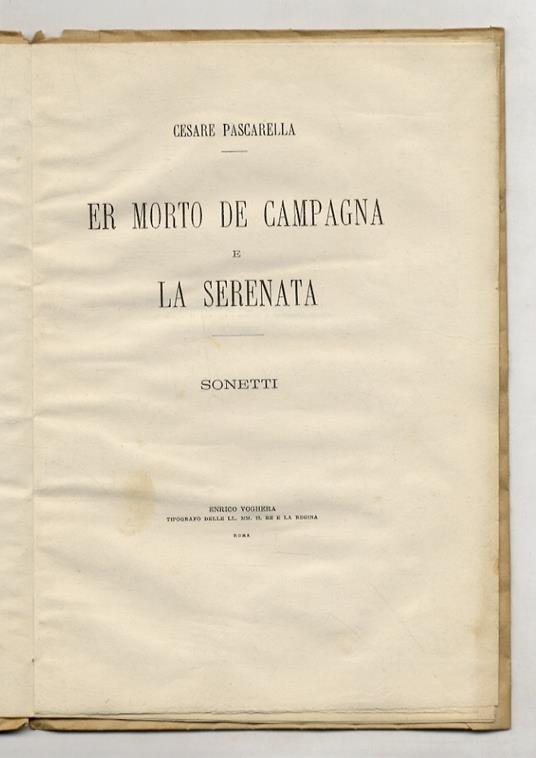 CESARE PASCARELLA
ER MORTO DE CAMPAGNA
E
LA SERENATA
SONETTI
ENRICO VOGHERA
TIPOGRAFO DELLE LL. MM. IL RE E LA REGINA
ROMA